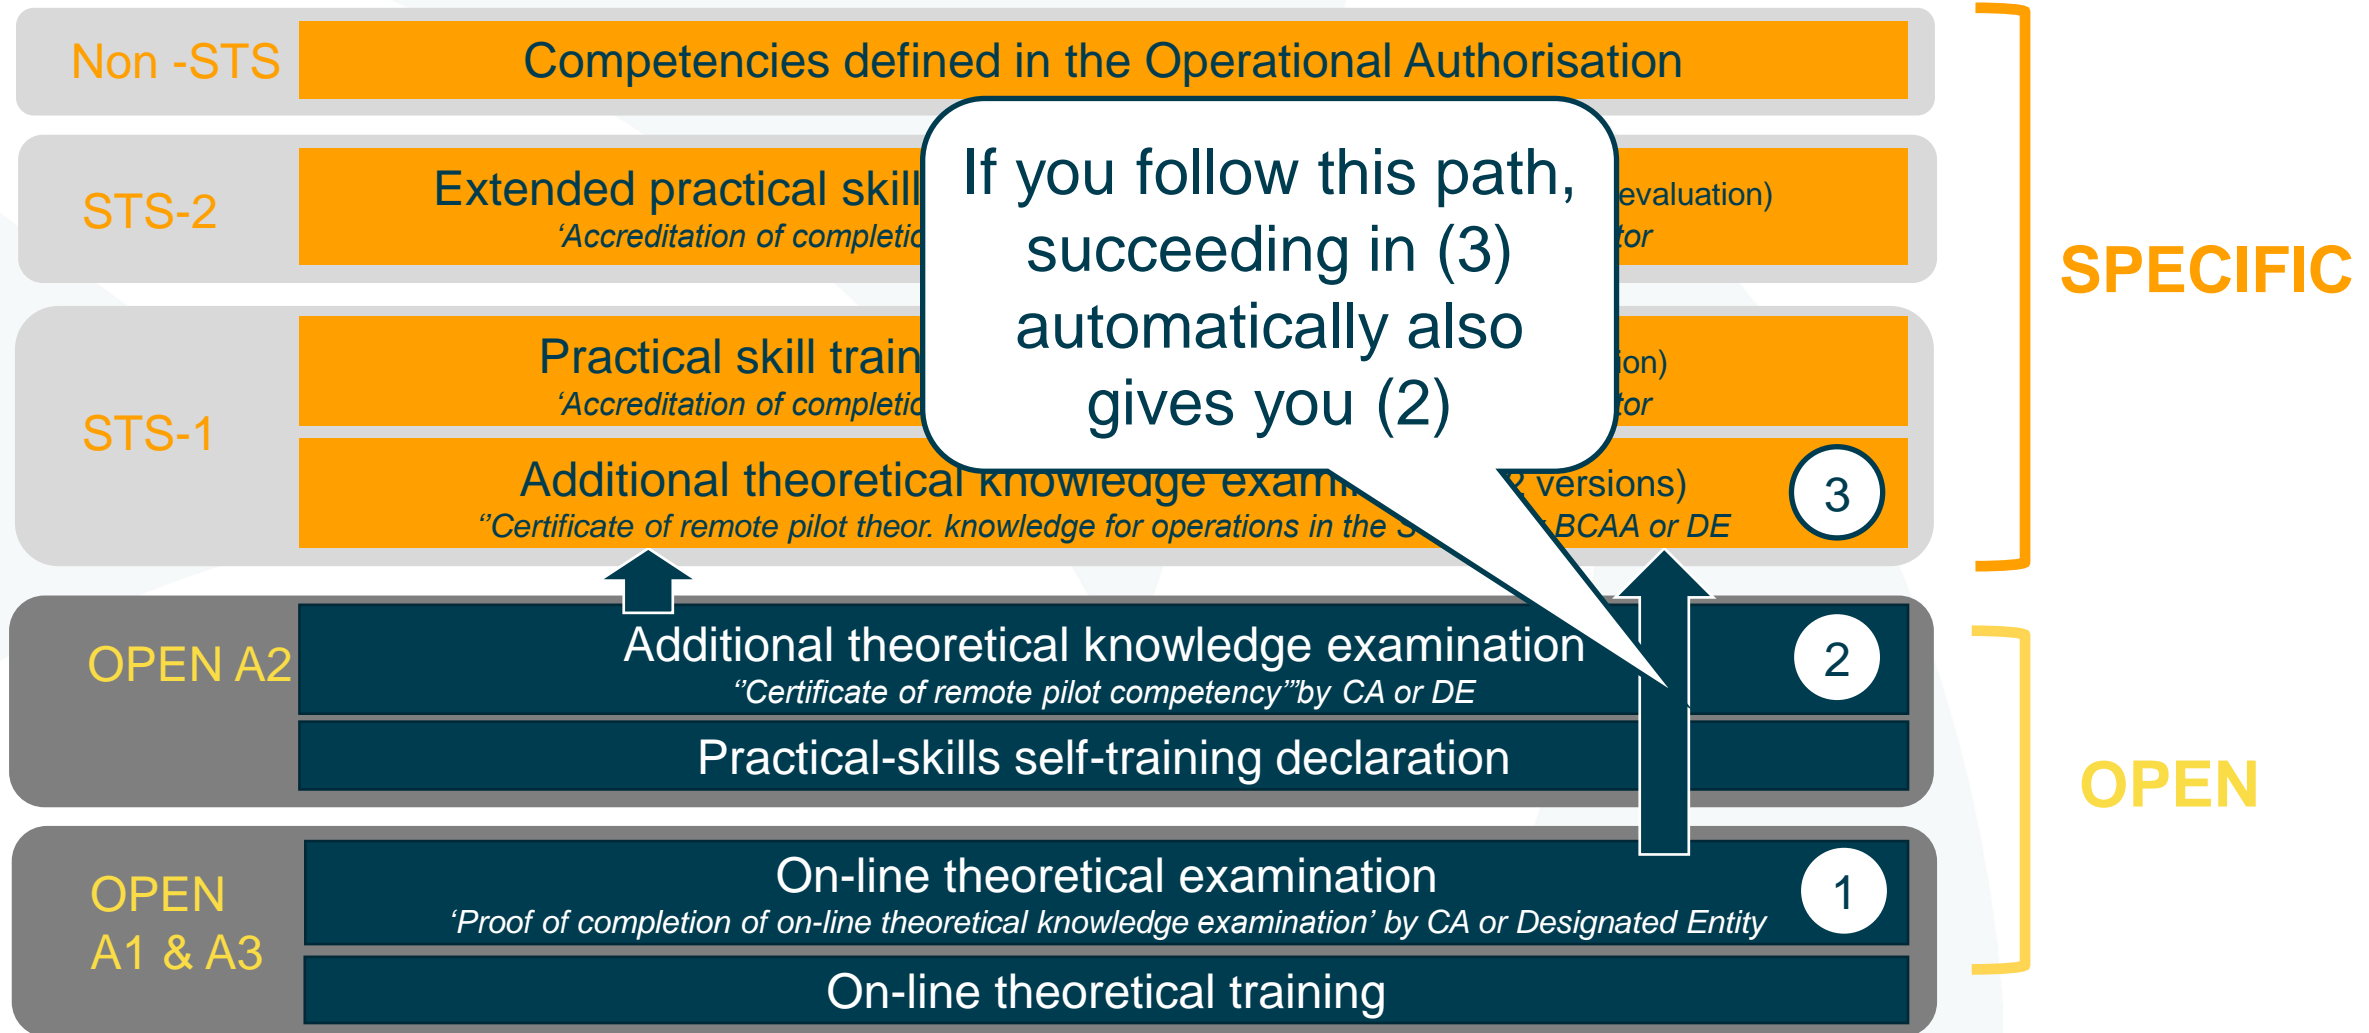 Non -STS
Competencies defined in the Operational Authorisation
STS-2
Extended practical skill
evaluation)
‘Accreditation of
tor
SPECIFIC
If you follow this path,
succeeding in (3)
automatically also
gives you (2)
STS-1
Practical skill
‘Accreditation of
tor
Additional theoretical knowledge
versions)
3
‘’Certificate of remote pilot theor. knowledge for operations in the
BCAA or DE
OPEN A2
Additional theoretical knowledge examination
2
‘’Certificate of remote pilot competency’’’by CA or DE
Practical-skills self-training declaration
OPEN
OPEN
A1 & A3
On-line theoretical examination
1
‘Proof of completion of on-line theoretical knowledge examination’ by CA or Designated Entity
On-line theoretical training